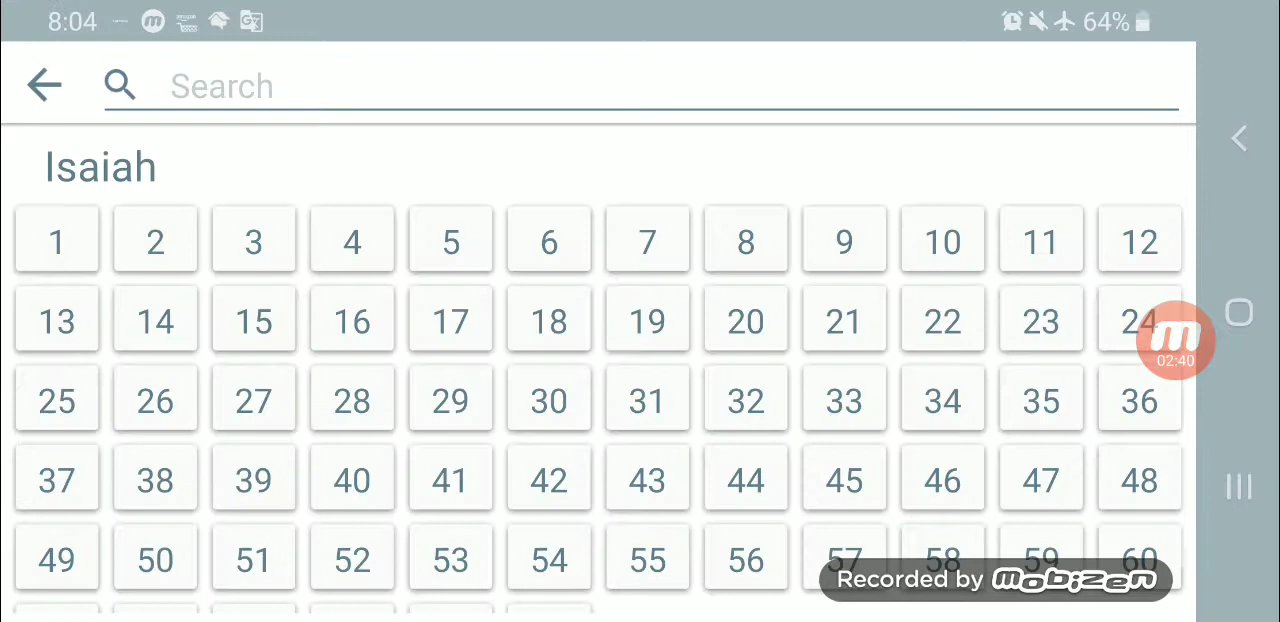 8:04 64%
Search
Isaiah
1 2 3 4 5 6 7 8 9 10 11 12
13 14 15 16 17 18 19 20 21 22 23 24
02:40
25 26 27 28 29 30 31 32 33 34 35 36
37 38 39 40 41 42 43 44 45 46 47 48
49 50 51 52 53 54 55 56 57 58 59 60
Recorded by mobizen